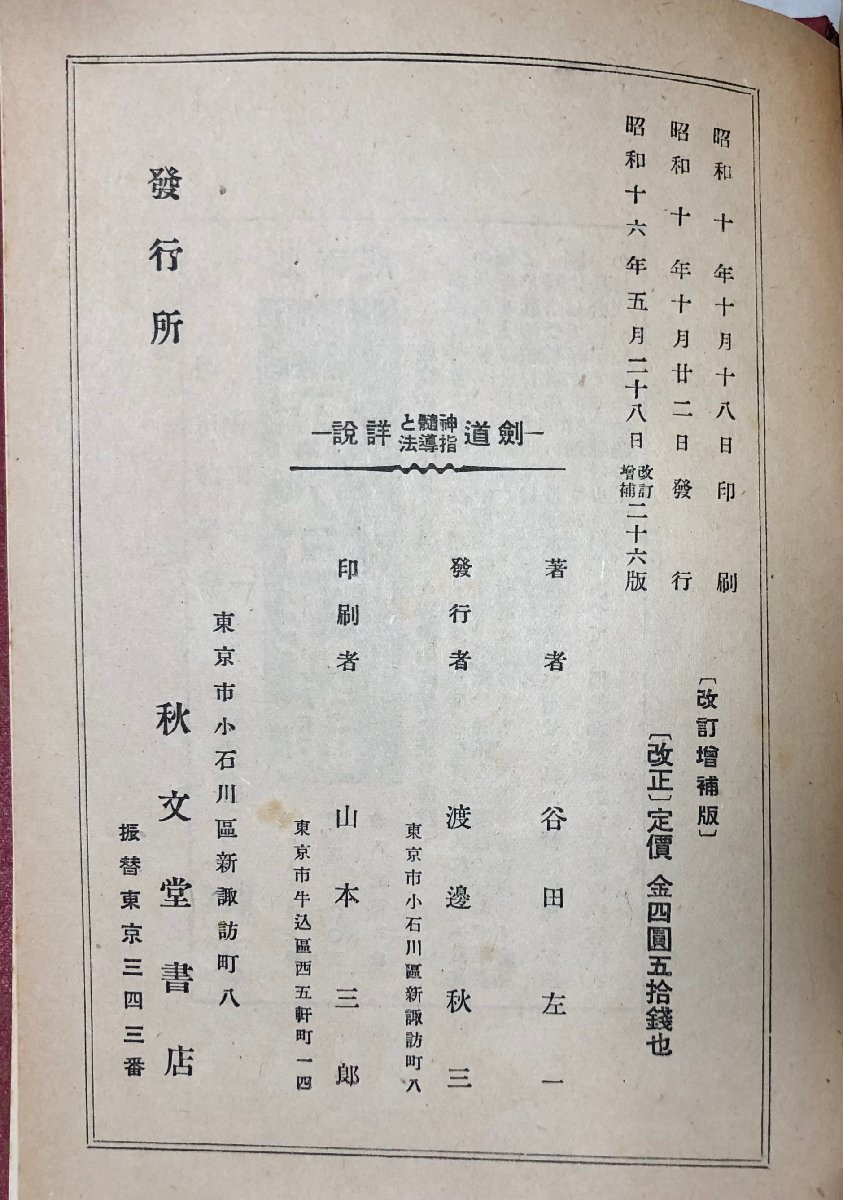 昭和十年十月十八日印刷
昭和十年十月廿二日發行
昭和十六年五月二十八日改訂增補二十六版
〔改訂增補版〕
〔改正〕定價 金四圓五拾錢也
劍道神髓と指導法詳說
著者 谷田左一
發行者 渡邊秋三
東京市小石川區新諏訪町八
印刷者 山本三郎
東京市牛込區西五軒町一四
發行所
東京市小石川區新諏訪町八
秋文堂書店
振替東京三四三番